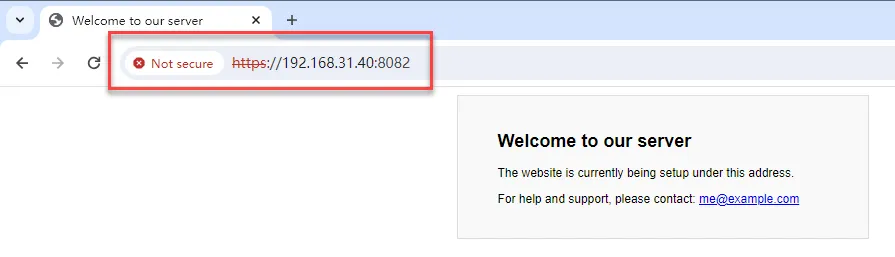 Welcome to our server
Not secure https://192.168.31.40:8082
Welcome to our server
The website is currently being setup under this address.
For help and support, please contact: me@example.com